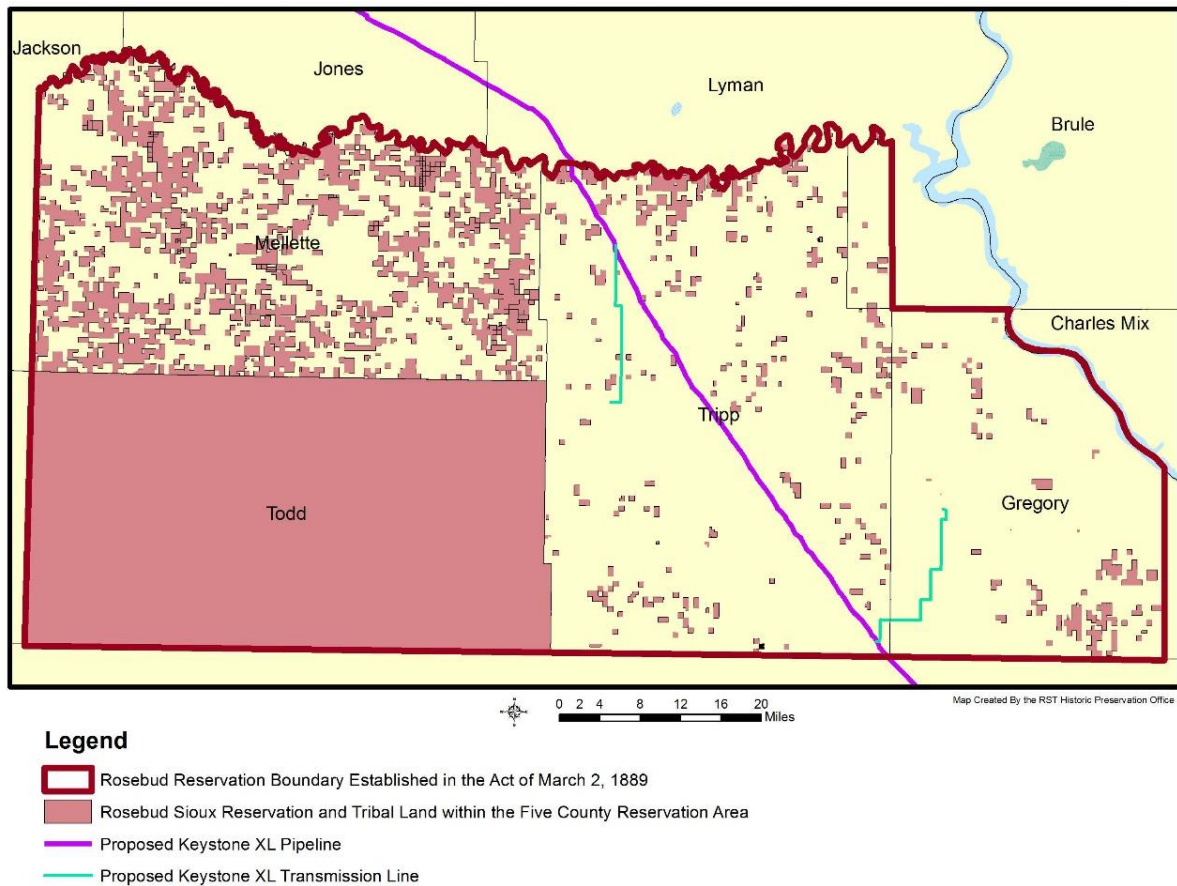 Jackson
Jones
Lyman
Brule
Mellette
Charles Mix
Tripp
Todd
Gregory
Map Created By the RST Historic Preservation Office
0 2 4 8 12 16 20
Miles
Legend
Rosebud Reservation Boundary Established in the Act of March 2, 1889
Rosebud Sioux Reservation and Tribal Land within the Five County Reservation Area
Proposed Keystone XL Pipeline
Proposed Keystone XL Transmission Line